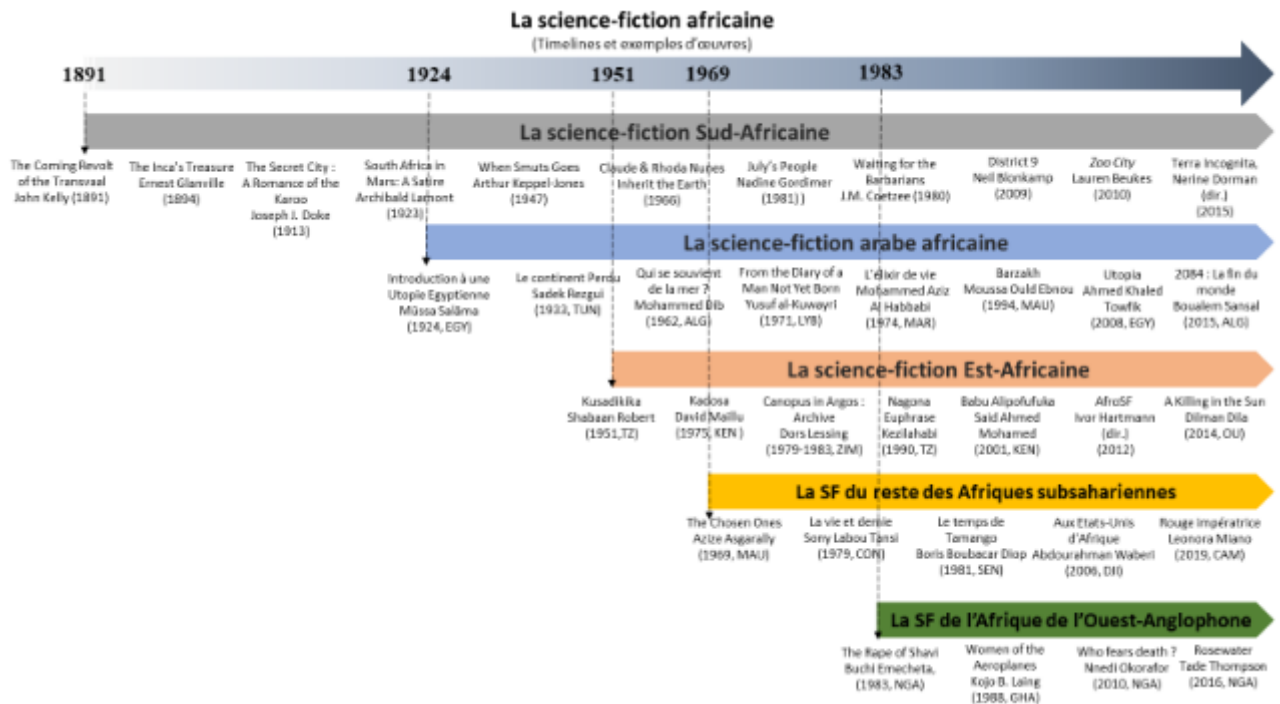 La science-fiction africaine
(Timelines et exemples d'œuvres)
1891
1924
1951
1969
1983
La science-fiction Sud-Africaine
The Coming Revolt
of the Transvaal
John Kelly (1891)
The Inca's Treasure
Ernest Glanville
(1894)
The Secret City :
A Romance of the
Karoo
Joseph J. Doke
(1913)
South Africa in
Mars: A Satire
Archibald Lamont
(1923)
When Smuts Goes
Arthur Keppel-Jones
(1947)
Claude & Rhoda Nunes
Inherit the Earth
(1966)
July's People
Nadine Gordimer
(1981) )
Waiting for the
Barbarians
J.M. Coetzee (1980)
District 9
Neil Blonkamp
(2009)
Zoo City
Lauren Beukes
(2010)
Terra Incognita,
Nerine Dorman
(dir.)
(2015)
La science-fiction arabe africaine
Introduction à une
Utopie Egyptienne
Mūssa Salāma
(1924, EGY)
Le continent Perdu
Sadek Rezgui
(1933, TUN)
Qui se souvient
de la mer ?
Mohammed Dib
(1962, ALG)
From the Diary of a
Man Not Yet Born
Yusuf al-Kuwayri
(1971, LYB)
L'élixir de vie
Mohammed Aziz
Al Habbabi
(1974, MAR)
Barzakh
Moussa Ould Ebnou
(1994, MAU)
Utopia
Ahmed Khaled
Towfik
(2008, EGY)
2084 : La fin du
monde
Boualem Sansal
(2015, ALG)
La science-fiction Est-Africaine
Kusadikika
Shabaan Robert
(1951,TZ)
Kadosa
David Maillu
(1975, KEN )
Canopus in Argos :
Archive
Dors Lessing
(1979-1983, ZIM)
Nagona
Euphrase
Kezilahabi
(1990, TZ)
Babu Alipofufuka
Said Ahmed
Mohamed
(2001, KEN)
AfroSF
Ivor Hartmann
(dir.)
(2012)
A Killing in the Sun
Dilman Dila
(2014, OU)
La SF du reste des Afriques subsahariennes
The Chosen Ones
Azize Asgarally
(1969, MAU)
La vie et demie
Sony Labou Tansi
(1979, CON)
Le temps de
Tamango
Boris Boubacar Diop
(1981, SEN)
Aux Etats-Unis
d'Afrique
Abdourahman Waberi
(2006, DJI)
Rouge impératrice
Leonora Miano
(2019, CAM)
La SF de l'Afrique de l'Ouest-Anglophone
The Rape of Shavi
Buchi Emecheta,
(1983, NGA)
Women of the
Aeroplanes
Kojo B. Laing
(1988, GHA)
Who fears death ?
Nnedi Okorafor
(2010, NGA)
Rosewater
Tade Thompson
(2016, NGA)